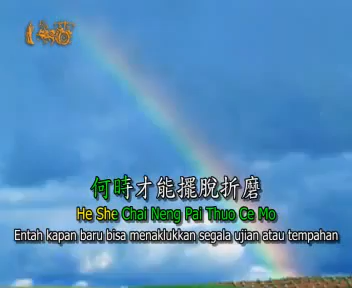 何時才能擺脫折磨
He She Chai Neng Pai Thuo Ce Mo
Entah kapan baru bisa menaklukkan segala ujian atau tempahan